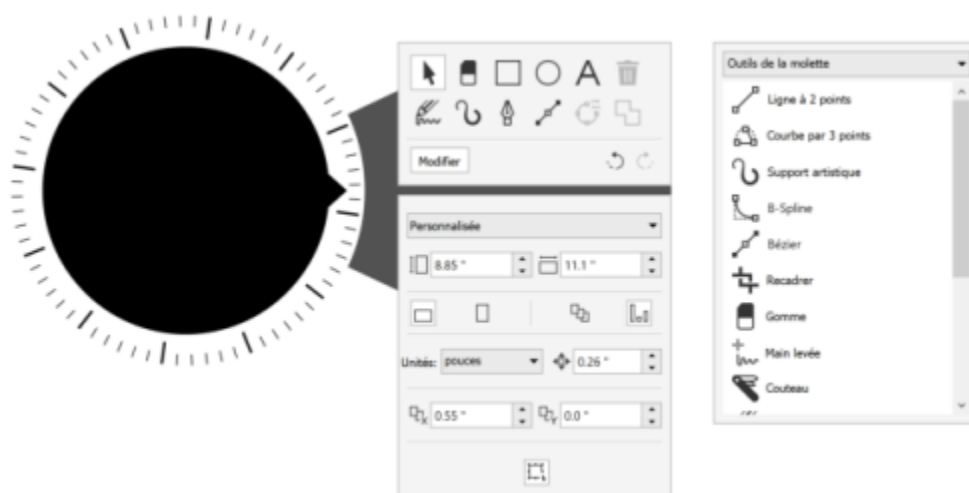 Modifier
Personnalisée
8.85 "
11.1 "
Unités: pouces
0.26 "
X 0.55 "
Y 0.0 "
Outils de la molette
Ligne à 2 points
Courbe par 3 points
Support artistique
B-Spline
Bézier
Recadrer
Gomme
Main levée
Couteau